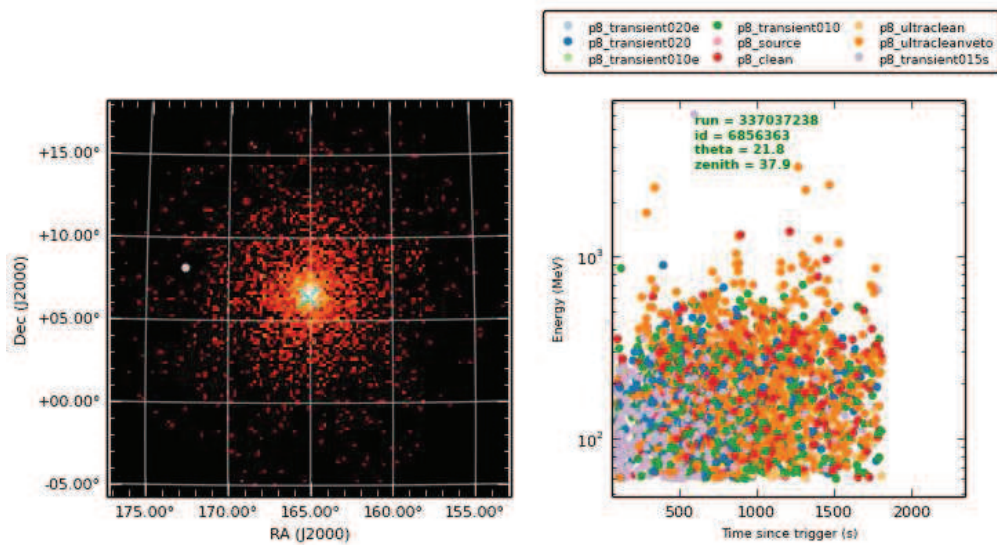 p8_transient020e p8_transient010 p8_ultraclean
p8_transient020 p8_source p8_ultracleanveto
p8_transient010e p8_clean p8_transient015s
+15.00°
+10.00°
+05.00°
+00.00°
-05.00°
Dec (J2000)
175.00° 170.00° 165.00° 160.00° 155.00°
RA (J2000)
run = 337037238
id = 6856363
theta = 21.8
zenith = 37.9
10³
10²
Energy (MeV)
500 1000 1500 2000
Time since trigger (s)